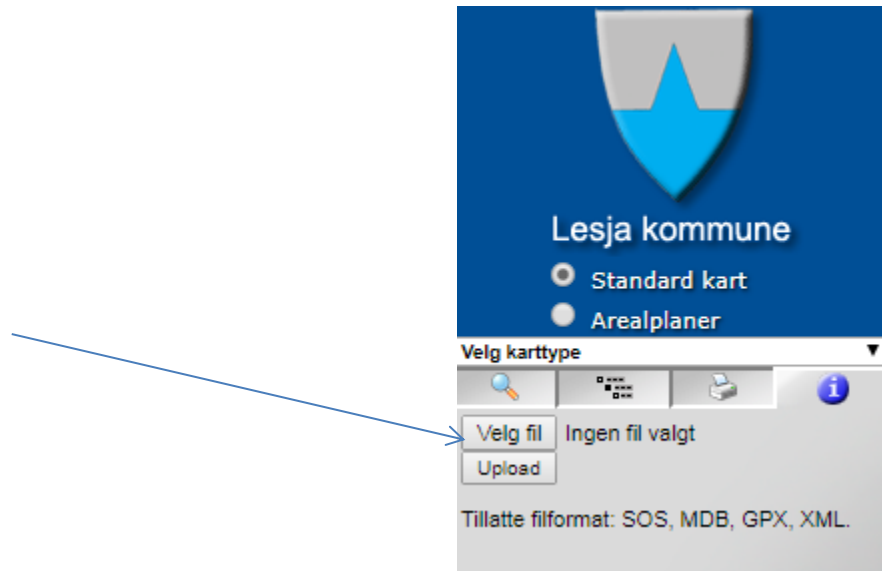 Lesja kommune
Standard kart
Arealplaner
Velg karttype
Velg fil Ingen fil valgt
Upload
Tillatte filformat: SOS, MDB, GPX, XML.